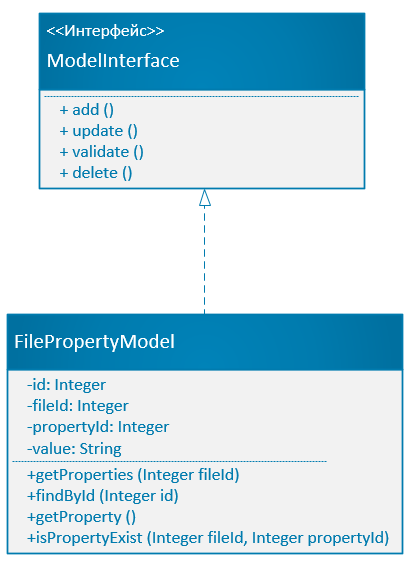 <<Интерфейс>>
ModelInterface
+ add ()
+ update ()
+ validate ()
+ delete ()
FilePropertyModel
-id: Integer
-fileId: Integer
-propertyId: Integer
-value: String
+getProperties (Integer fileId)
+findById (Integer id)
+getProperty ()
+isPropertyExist (Integer fileId, Integer propertyId)